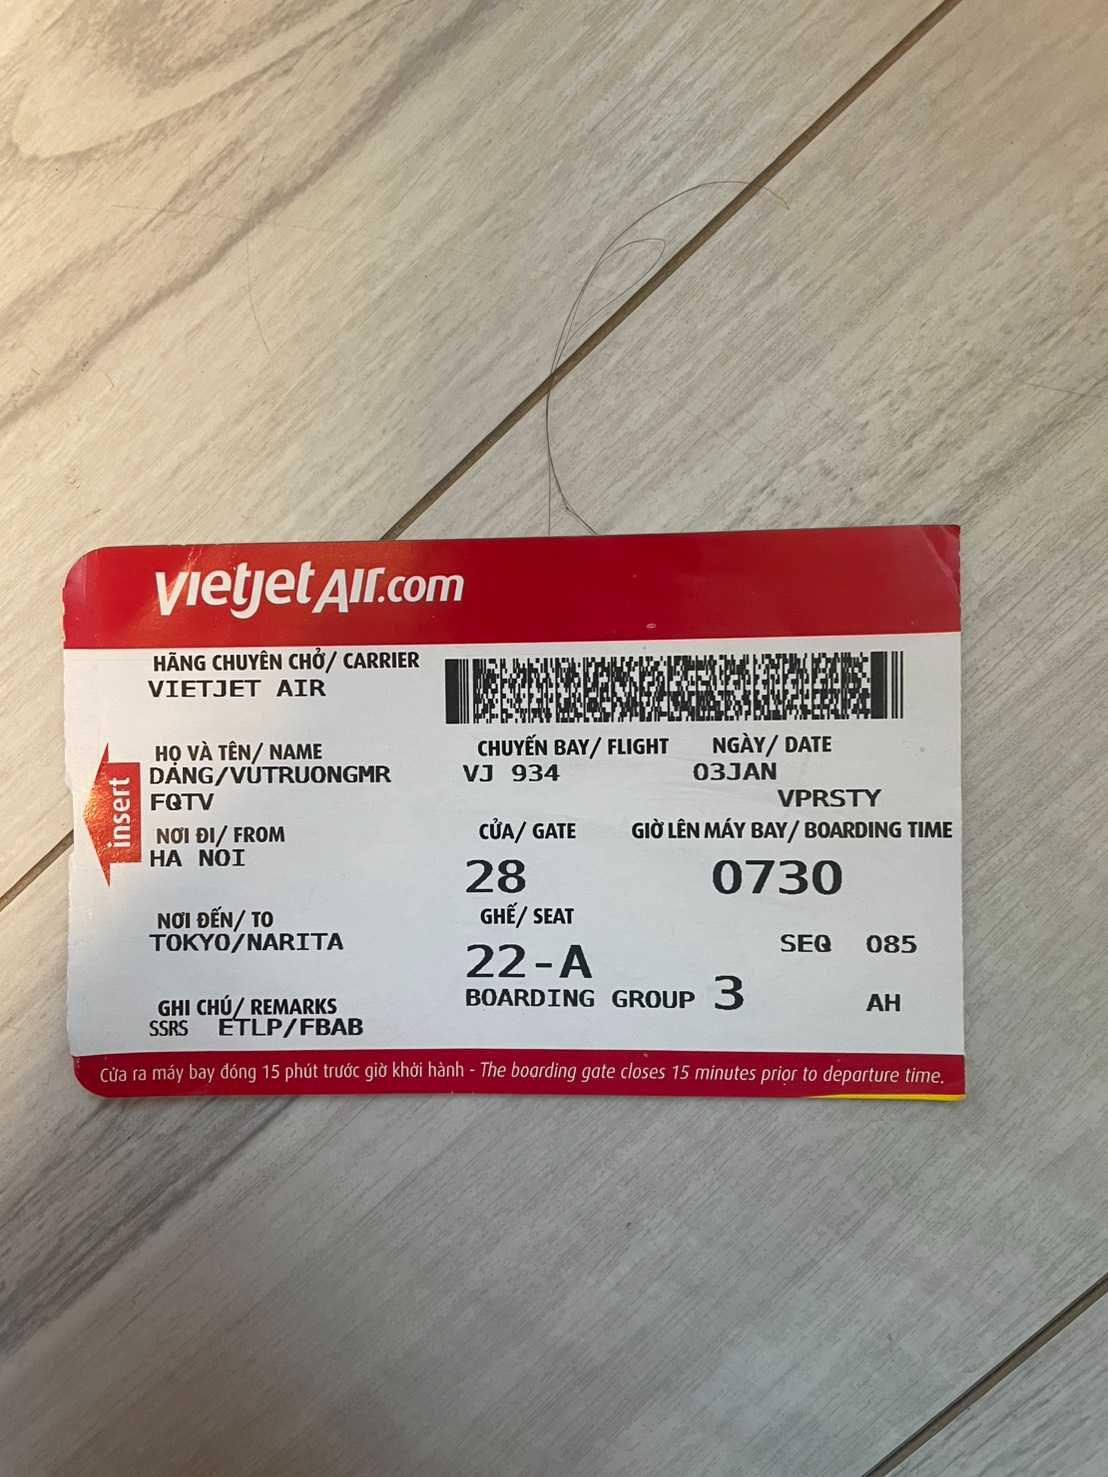 vietjetAir.com
HÃNG CHUYÊN CHỞ/ CARRIER
VIETJET AIR
HỌ VÀ TÊN/ NAME
DANG/VUTRUONGMR
FQTV
CHUYẾN BAY/ FLIGHT
VJ 934
NGÀY/ DATE
03JAN
VPRSTY
insert
NƠI ĐI/ FROM
HA NOI
CỬA/ GATE
28
GIỜ LÊN MÁY BAY/ BOARDING TIME
0730
NƠI ĐẾN/ TO
TOKYO/NARITA
GHẾ/ SEAT
22-A
SEQ 085
BOARDING GROUP 3
AH
GHI CHÚ/ REMARKS
SSRS ETLP/FBAB
Cửa ra máy bay đóng 15 phút trước giờ khởi hành - The boarding gate closes 15 minutes prior to departure time.